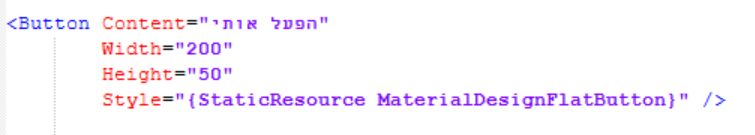 <Button Content="הפעל אותי"
Width="200"
Height="50"
Style="{StaticResource MaterialDesignFlatButton}" />